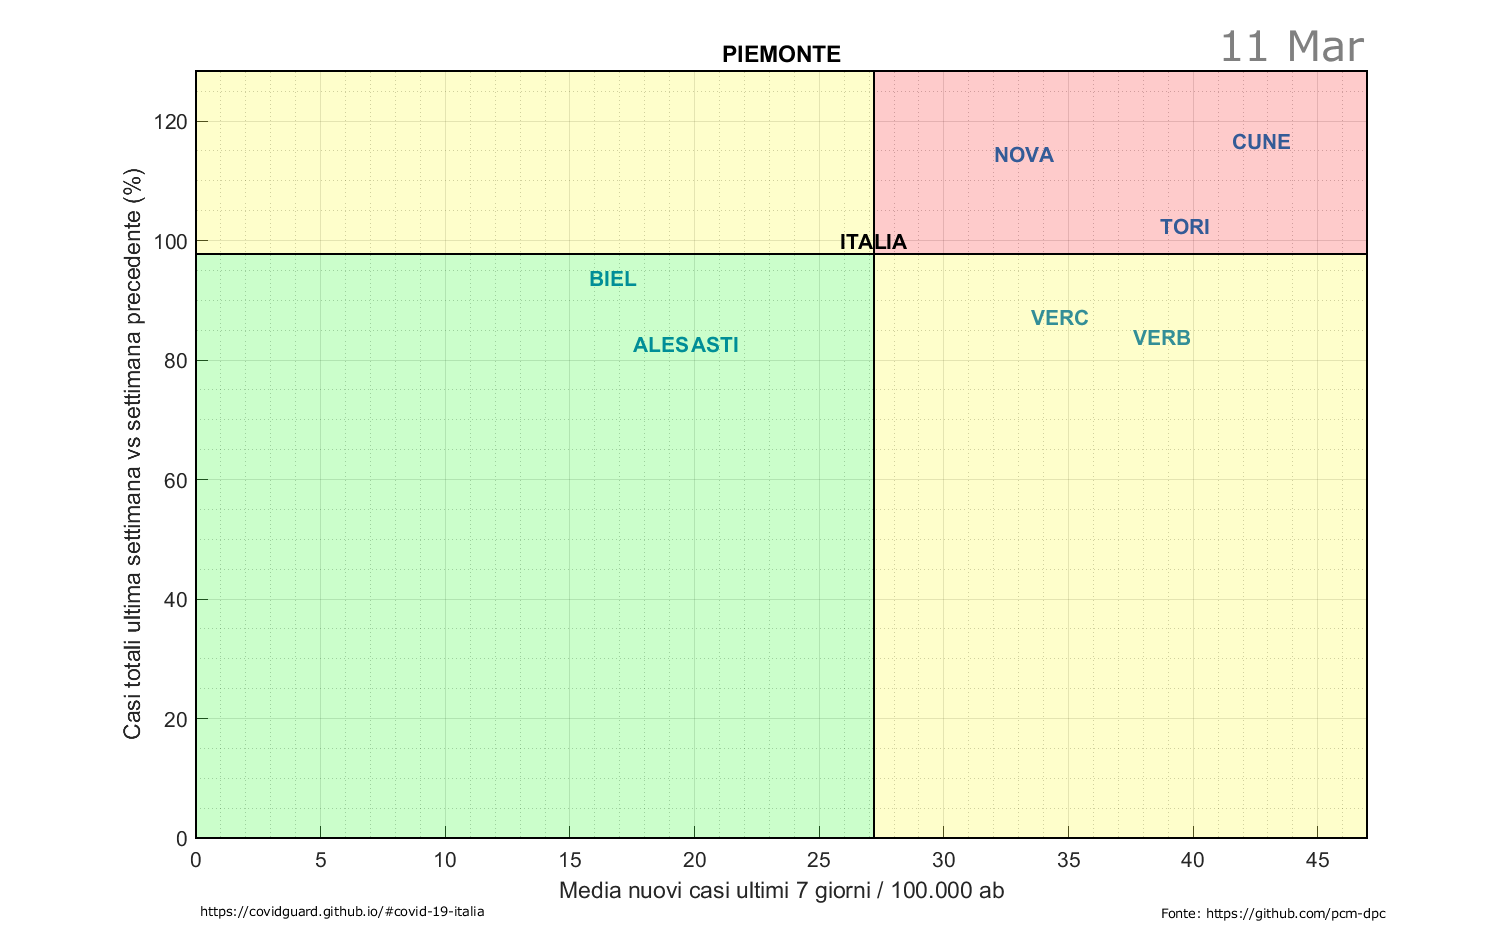 PIEMONTE
11 Mar
Casi totali ultima settimana vs settimana precedente (%)
120
100
80
60
40
20
0
CUNE
NOVA
TORI
ITALIA
BIEL
VERC
VERB
ALES
ASTI
0 5 10 15 20 25 30 35 40 45
Media nuovi casi ultimi 7 giorni / 100.000 ab
https://covidguard.github.io/#covid-19-italia
Fonte: https://github.com/pcm-dpc